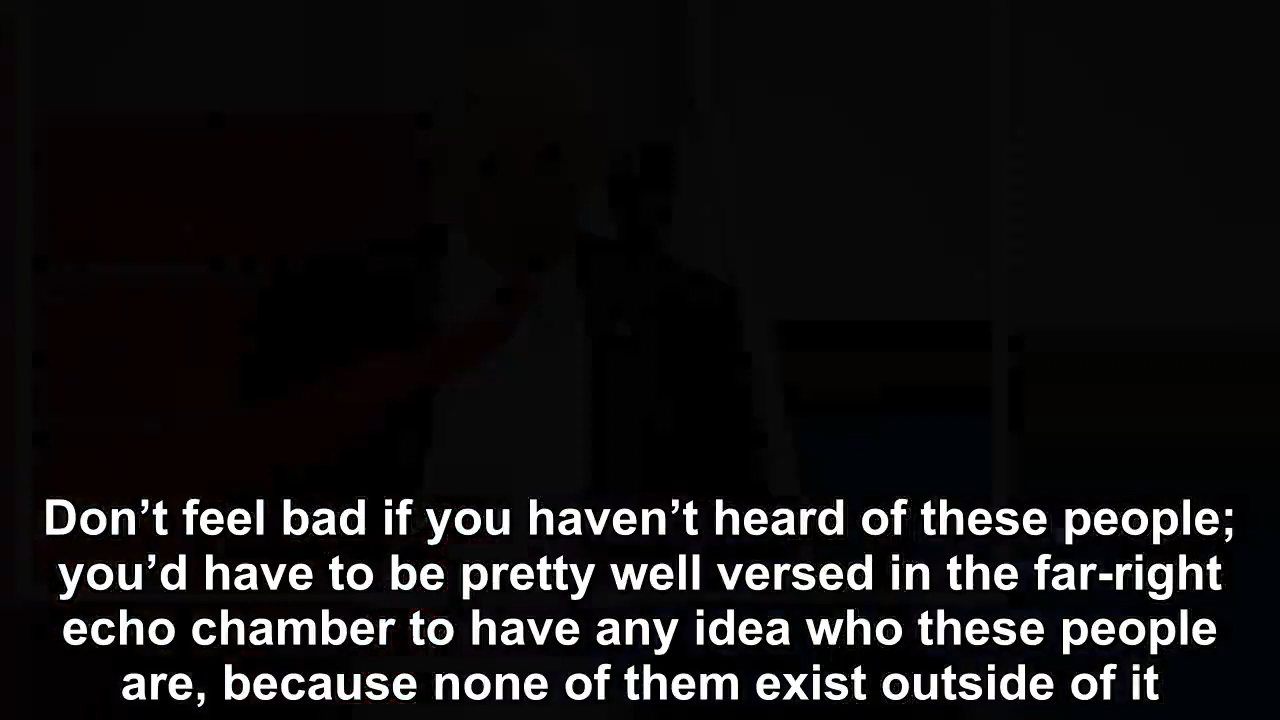 Don’t feel bad if you haven’t heard of these people;
you’d have to be pretty well versed in the far-right
echo chamber to have any idea who these people
are, because none of them exist outside of it